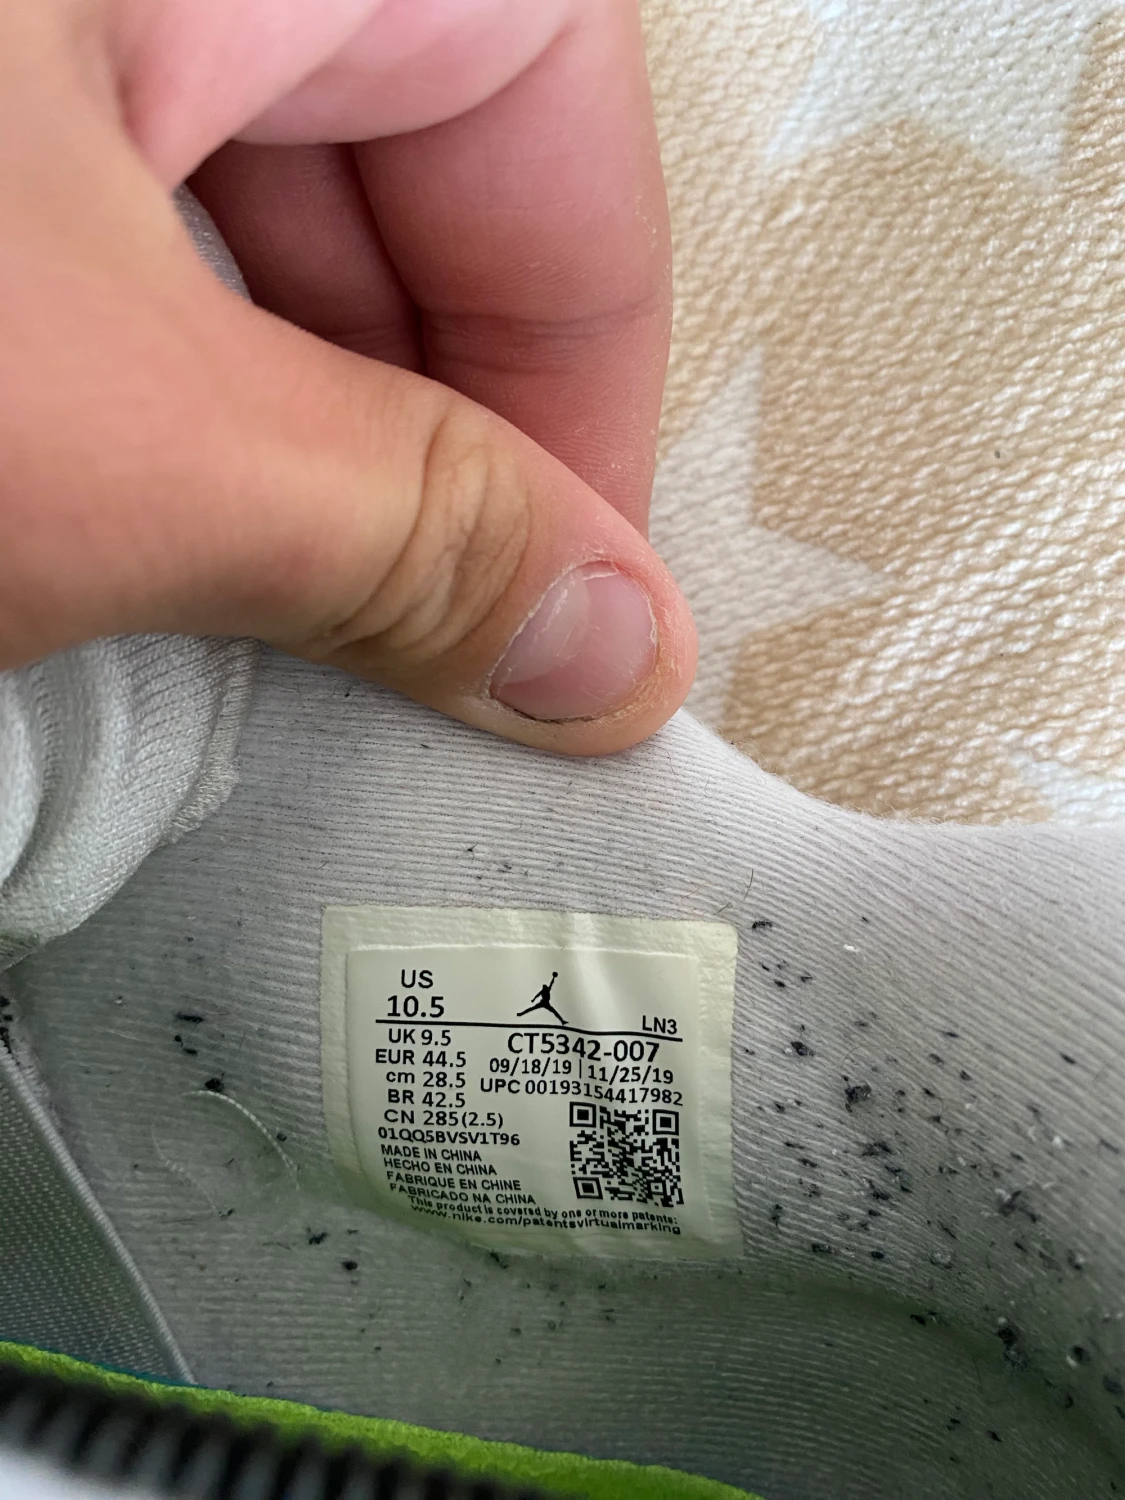 US
10.5
LN3
UK 9.5
CT5342-007
EUR 44.5
09/18/19 | 11/25/19
cm 28.5
UPC 00193154417982
BR 42.5
CN 285(2.5)
01QQ5BVSV1T96
MADE IN CHINA
HECHO EN CHINA
FABRIQUE EN CHINE
FABRICADO NA CHINA
This product is covered by one or more patents:
www.nike.com/patentsvirtualmarking